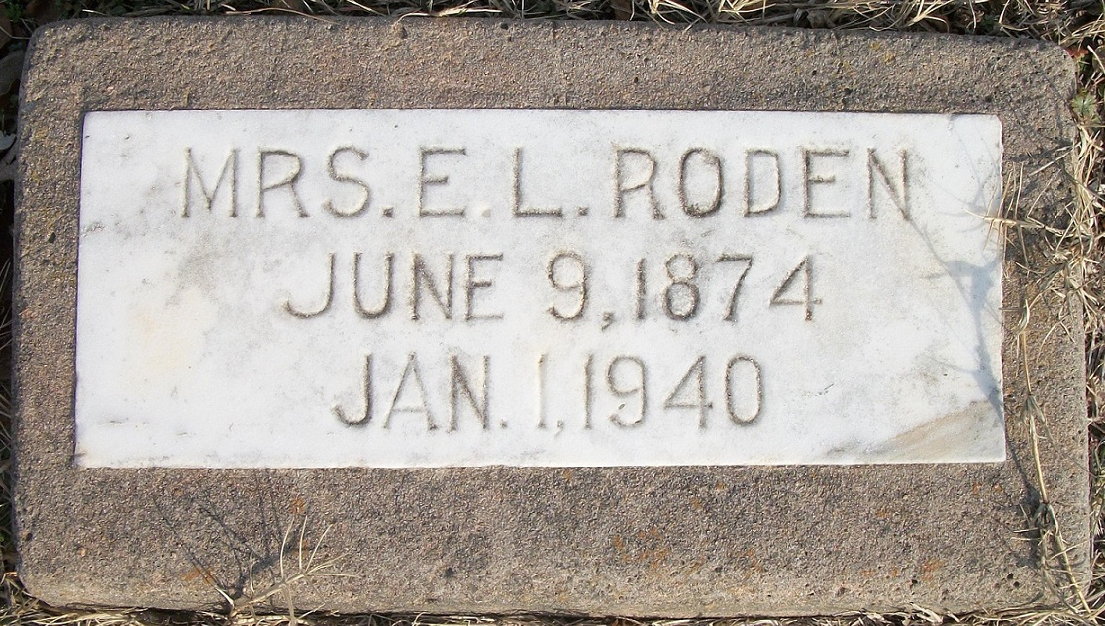 MRS. E. L. RODEN
JUNE 9, 1874
JAN. 1, 1940